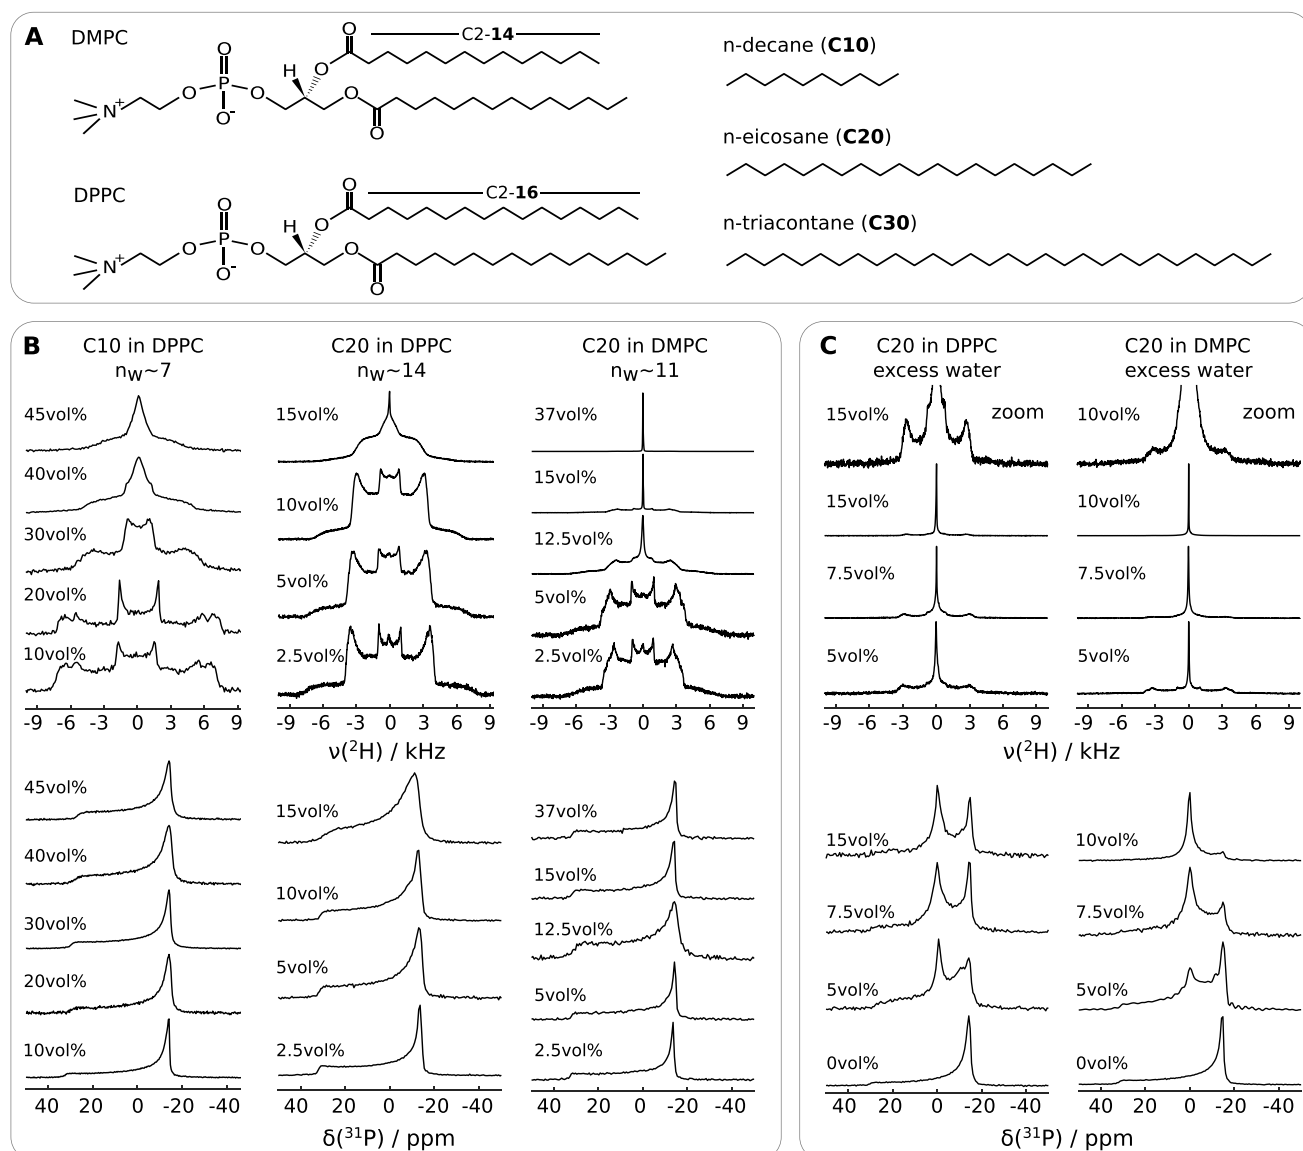 A
DMPC
O
C2-14
H
O
O
O
P
O
O
N+
O-
O
DPPC
O
C2-16
H
O
O
O
P
O
O
N+
O-
O
n-decane (C10)
n-eicosane (C20)
n-triacontane (C30)
B
C10 in DPPC
nW~7
45vol%
40vol%
30vol%
20vol%
10vol%
-9 -6 -3 0 3 6 9
C20 in DPPC
nW~14
15vol%
10vol%
5vol%
2.5vol%
-9 -6 -3 0 3 6 9
C20 in DMPC
nW~11
37vol%
15vol%
12.5vol%
5vol%
2.5vol%
-9 -6 -3 0 3 6 9
ν(²H) / kHz
45vol%
40vol%
30vol%
20vol%
10vol%
40 20 0 -20 -40
15vol%
10vol%
5vol%
2.5vol%
40 20 0 -20 -40
37vol%
15vol%
12.5vol%
5vol%
2.5vol%
40 20 0 -20 -40
δ(³¹P) / ppm
C
C20 in DPPC
excess water
15vol% zoom
15vol%
7.5vol%
5vol%
-9 -6 -3 0 3 6 9
C20 in DMPC
excess water
10vol% zoom
10vol%
7.5vol%
5vol%
-9 -6 -3 0 3 6 9
ν(²H) / kHz
15vol%
7.5vol%
5vol%
0vol%
40 20 0 -20 -40
10vol%
7.5vol%
5vol%
0vol%
40 20 0 -20 -40
δ(³¹P) / ppm